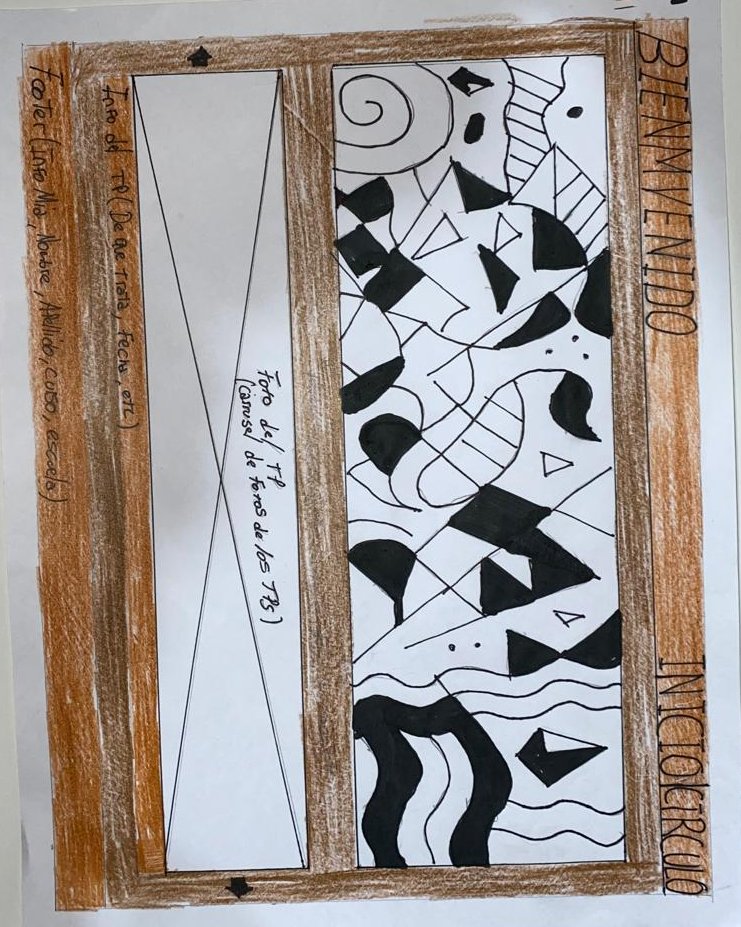 BIENMVENIDO
INICIO|CIRCULO
Foto del TP
(Carrusel de Fotos de los TPs)
Info del TP (De que Trata, Fecha, etc)
Footer (Info Mia, Nombre, Apellido, curso, escuela)